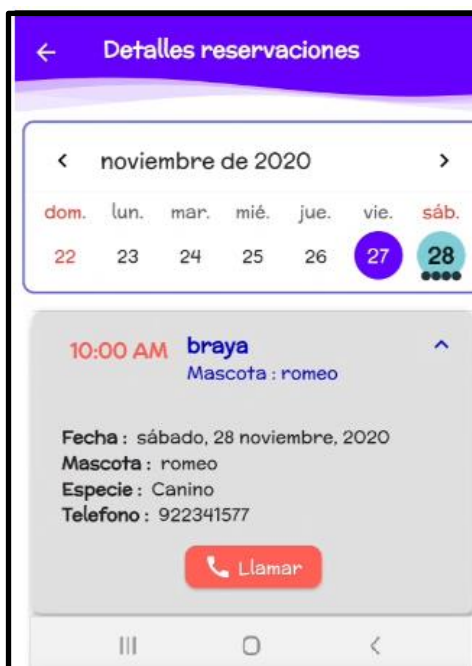 Detalles reservaciones
noviembre de 2020
dom. lun. mar. mié. jue. vie. sáb.
22 23 24 25 26 27 28
10:00 AM braya
Mascota : romeo
Fecha : sábado, 28 noviembre, 2020
Mascota : romeo
Especie : Canino
Telefono : 922341577
Llamar